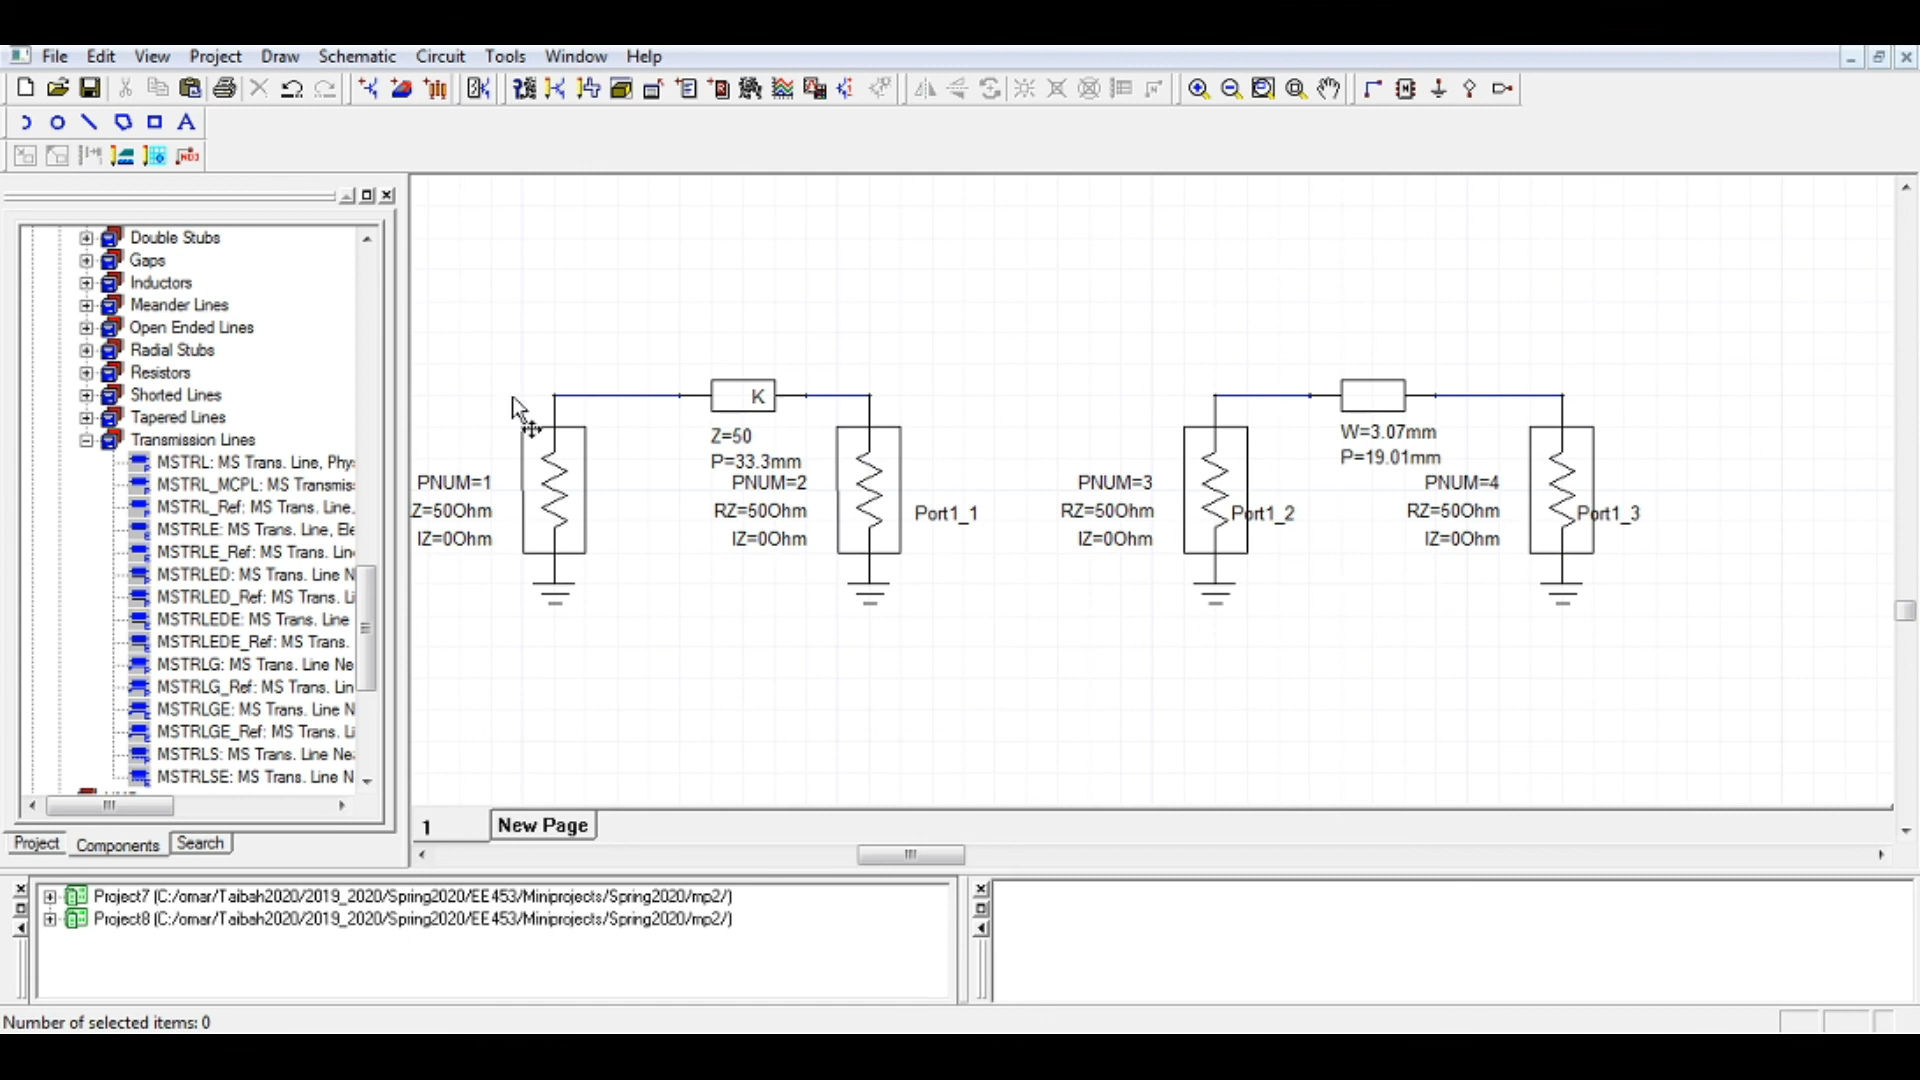 File Edit View Project Draw Schematic Circuit Tools Window Help
Double Stubs
Gaps
Inductors
Meander Lines
Open Ended Lines
Radial Stubs
Resistors
Shorted Lines
Tapered Lines
Transmission Lines
MSTRL: MS Trans. Line, Phy
MSTRL_MCPL: MS Transmis
MSTRL_Ref: MS Trans. Line.
MSTRLE: MS Trans. Line, Ele
MSTRLE_Ref: MS Trans. Line
MSTRLED: MS Trans. Line N
MSTRLED_Ref: MS Trans. Li
MSTRLEDE: MS Trans. Line
MSTRLEDE_Ref: MS Trans.
MSTRLG: MS Trans. Line Ne
MSTRLG_Ref: MS Trans. Lin
MSTRLGE: MS Trans. Line N
MSTRLGE_Ref: MS Trans. Li
MSTRLS: MS Trans. Line Ne
MSTRLSE: MS Trans. Line N
Project Components Search
K
Z=50
P=33.3mm
PNUM=1
Z=50Ohm
IZ=0Ohm
PNUM=2
RZ=50Ohm
IZ=0Ohm
Port1_1
W=3.07mm
P=19.01mm
PNUM=3
RZ=50Ohm
IZ=0Ohm
Port1_2
PNUM=4
RZ=50Ohm
IZ=0Ohm
Port1_3
1 New Page
Project7 (C:/omar/Taibah2020/2019_2020/Spring2020/EE453/Miniprojects/Spring2020/mp2/)
Project8 (C:/omar/Taibah2020/2019_2020/Spring2020/EE453/Miniprojects/Spring2020/mp2/)
Number of selected items: 0